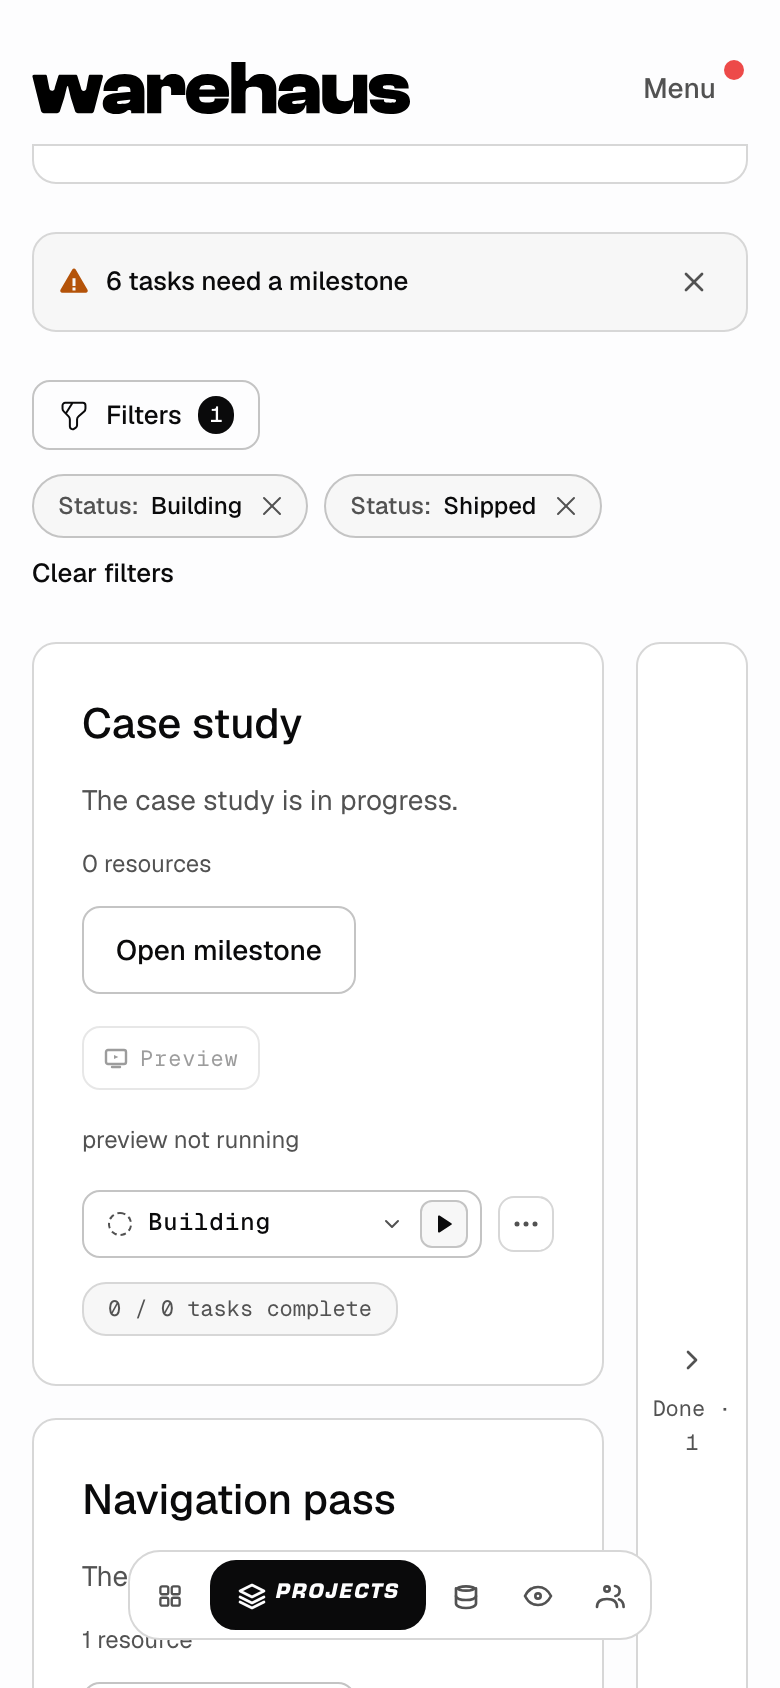 warehaus
Menu
6 tasks need a milestone
Filters 1
Status: Building
Status: Shipped
Clear filters
Case study
The case study is in progress.
0 resources
Open milestone
Preview
preview not running
Building
0 / 0 tasks complete
Done ·
1
Navigation pass
The
1 resource
PROJECTS